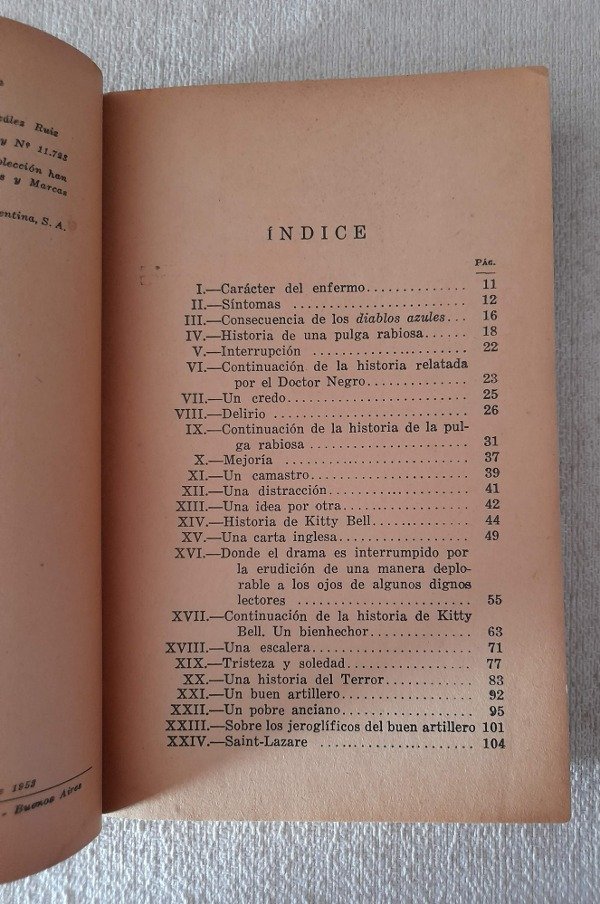 zález Ruiz
y Nº 11.723
olección han
s y Marcas
entina, S. A.
1953
- Buenos Aires
ÍNDICE
PÁG.
I.—Carácter del enfermo.............. 11
II.—Síntomas ........................ 12
III.—Consecuencia de los diablos azules... 16
IV.—Historia de una pulga rabiosa....... 18
V.—Interrupción ...................... 22
VI.—Continuación de la historia relatada
por el Doctor Negro.............. 23
VII.—Un credo......................... 25
VIII.—Delirio .......................... 26
IX.—Continuación de la historia de la pul-
ga rabiosa ...................... 31
X.—Mejoría .......................... 37
XI.—Un camastro...................... 39
XII.—Una distracción................... 41
XIII.—Una idea por otra................. 42
XIV.—Historia de Kitty Bell............. 44
XV.—Una carta inglesa.................. 49
XVI.—Donde el drama es interrumpido por
la erudición de una manera deplo-
rable a los ojos de algunos dignos
lectores ......................... 55
XVII.—Continuación de la historia de Kitty
Bell. Un bienhechor.............. 63
XVIII.—Una escalera...................... 71
XIX.—Tristeza y soledad................. 77
XX.—Una historia del Terror............ 83
XXI.—Un buen artillero.................. 92
XXII.—Un pobre anciano.................. 95
XXIII.—Sobre los jeroglíficos del buen artillero 101
XXIV.—Saint-Lazare ..................... 104